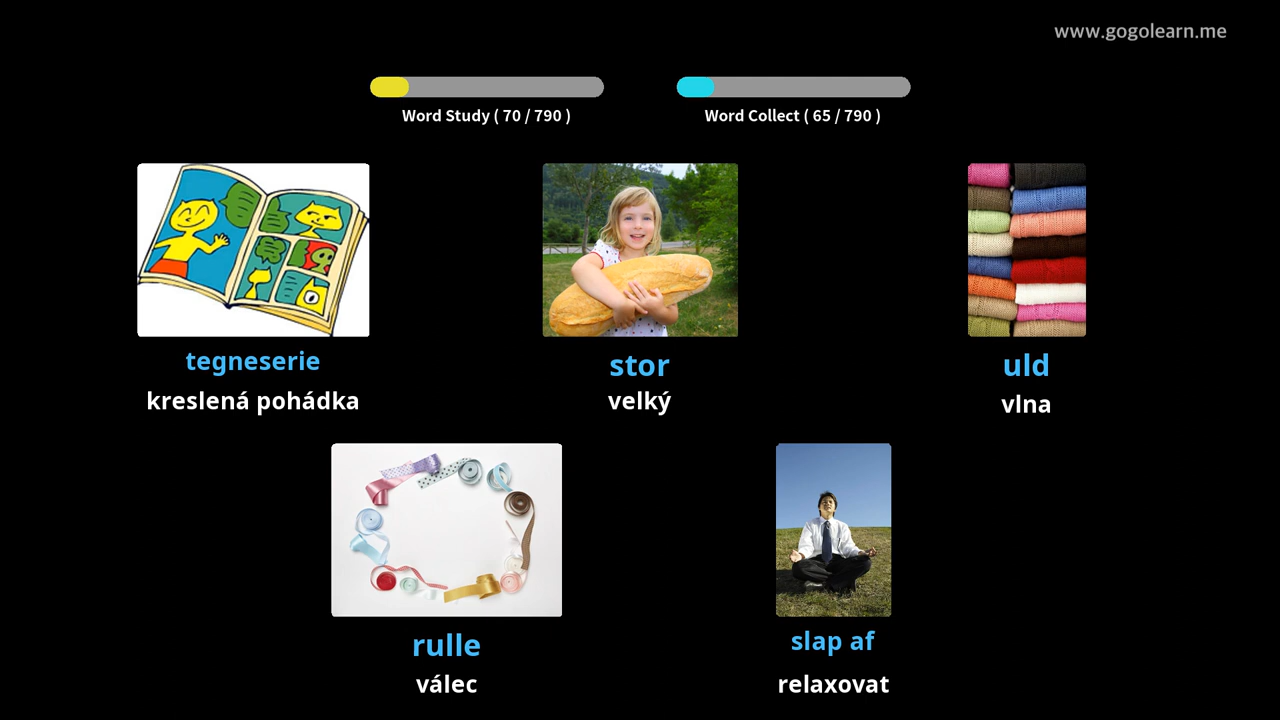 www.gogolearn.me
Word Study ( 70 / 790 )
Word Collect ( 65 / 790 )
tegneserie
kreslená pohádka
stor
velký
uld
vlna
rulle
válec
slap af
relaxovat